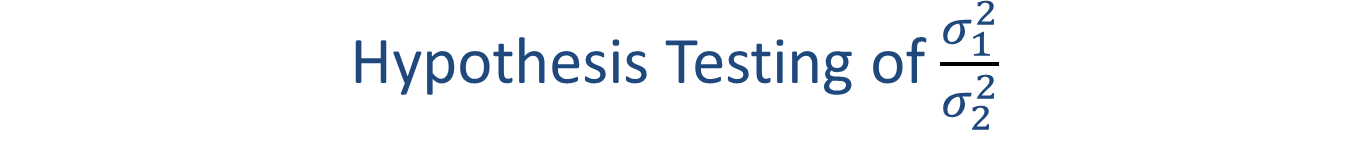 Hypothesis Testing of σ₁²/σ₂²